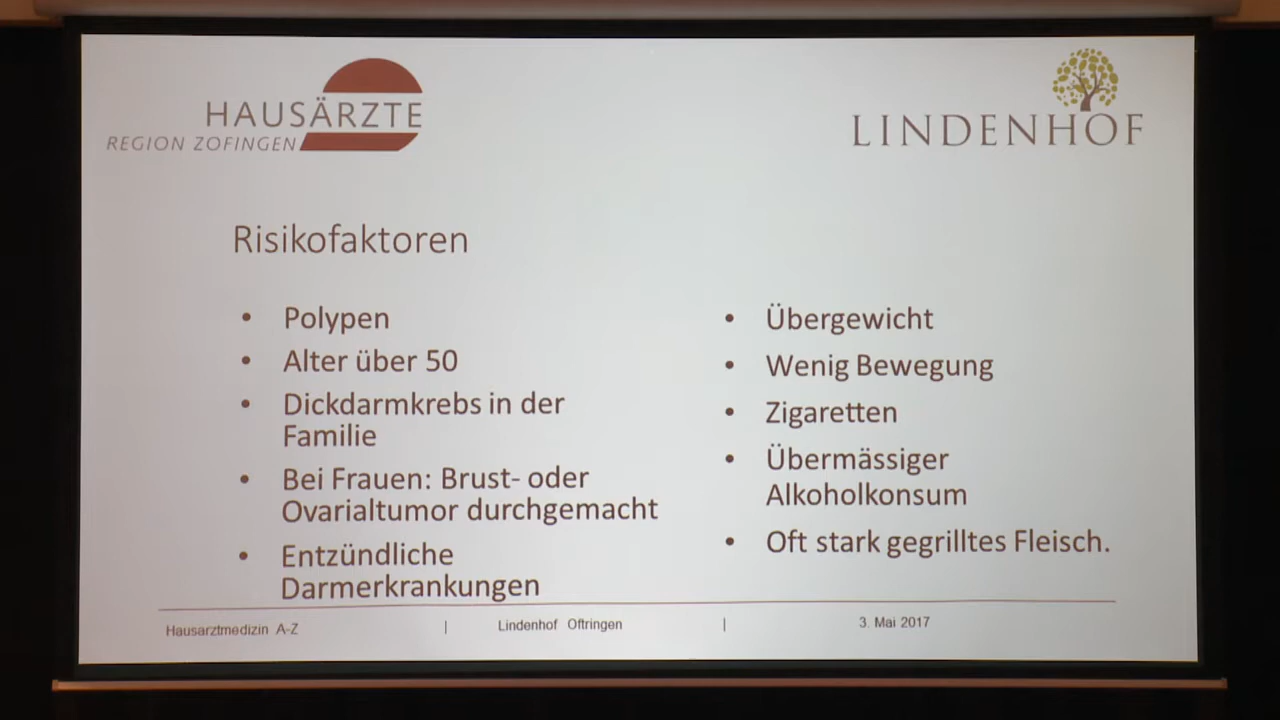 HAUSÄRZTE
REGION ZOFINGEN
LINDENHOF
Risikofaktoren
• Polypen
• Alter über 50
• Dickdarmkrebs in der
Familie
• Bei Frauen: Brust- oder
Ovarialtumor durchgemacht
• Entzündliche
Darmerkrankungen
• Übergewicht
• Wenig Bewegung
• Zigaretten
• Übermässiger
Alkoholkonsum
• Oft stark gegrilltes Fleisch.
Hausarztmedizin A-Z | Lindenhof Oftringen | 3. Mai 2017